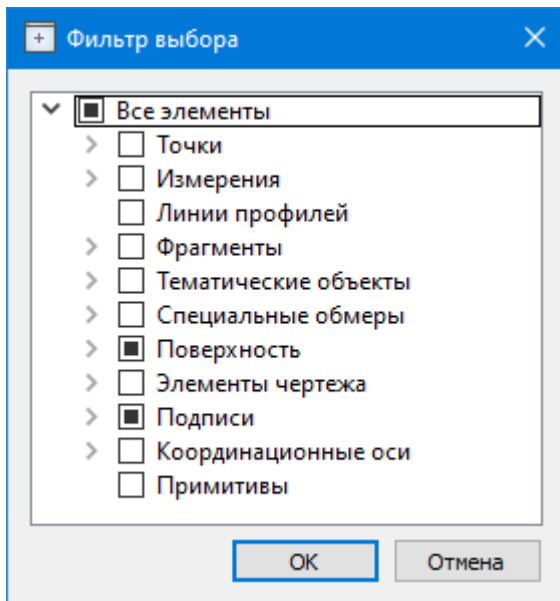 Фильтр выбора
Все элементы
Точки
Измерения
Линии профилей
Фрагменты
Тематические объекты
Специальные обмеры
Поверхность
Элементы чертежа
Подписи
Координационные оси
Примитивы
ОК Отмена